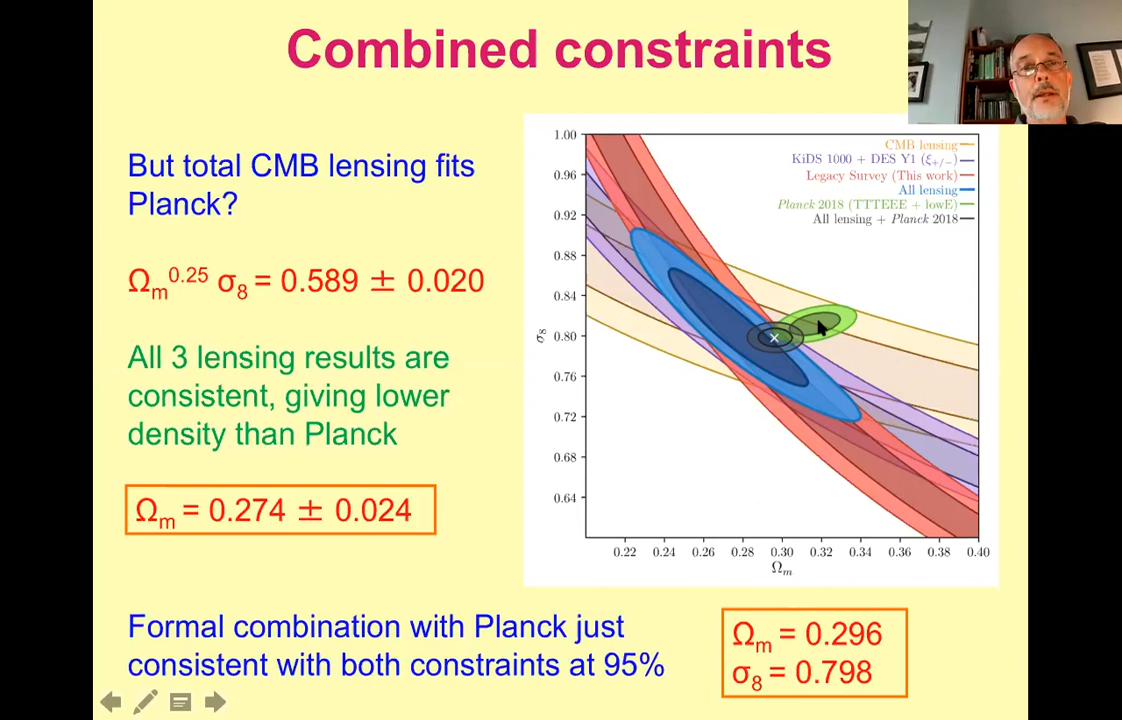 Combined constraints
But total CMB lensing fits
Planck?
Ωm^0.25 σ8 = 0.589 ± 0.020
All 3 lensing results are
consistent, giving lower
density than Planck
Ωm = 0.274 ± 0.024
CMB lensing
KiDS 1000 + DES Y1 (ξ+/−)
Legacy Survey (This work)
All lensing
Planck 2018 (TTTEEE + lowE)
All lensing + Planck 2018
1.00
0.96
0.92
0.88
0.84
0.80
0.76
0.72
0.68
0.64
σ8
0.22 0.24 0.26 0.28 0.30 0.32 0.34 0.36 0.38 0.40
Ωm
Formal combination with Planck just
consistent with both constraints at 95%
Ωm = 0.296
σ8 = 0.798